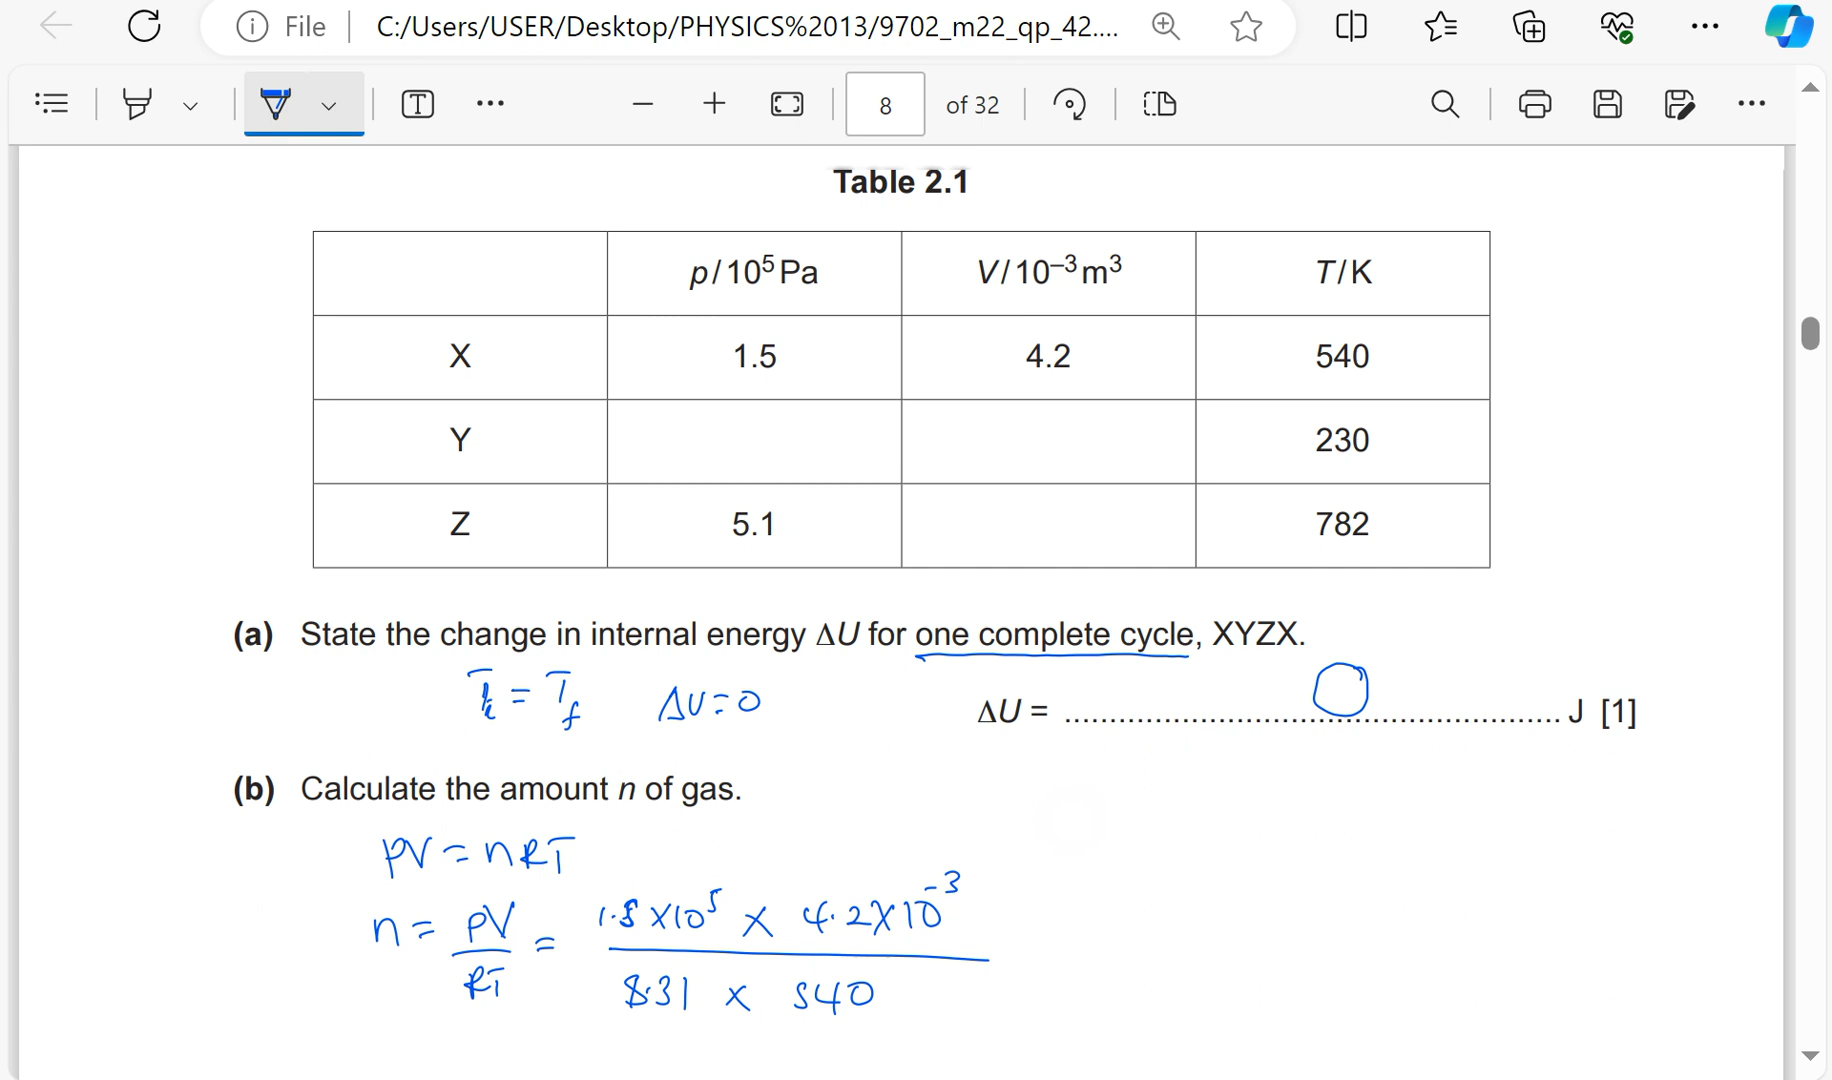 File C:/Users/USER/Desktop/PHYSICS%2013/9702_m22_qp_42....
T 8 of 32
Table 2.1
p/10⁵ Pa V/10⁻³ m³ T/K
X 1.5 4.2 540
Y 230
Z 5.1 782
(a) State the change in internal energy ΔU for one complete cycle, XYZX.
Tᵢ = T_f ΔU = 0 ΔU = ........ 0 ........ J [1]
(b) Calculate the amount n of gas.
PV = nRT
n = PV/RT = 1.5 × 10⁵ × 4.2 × 10⁻³ / 8.31 × 540